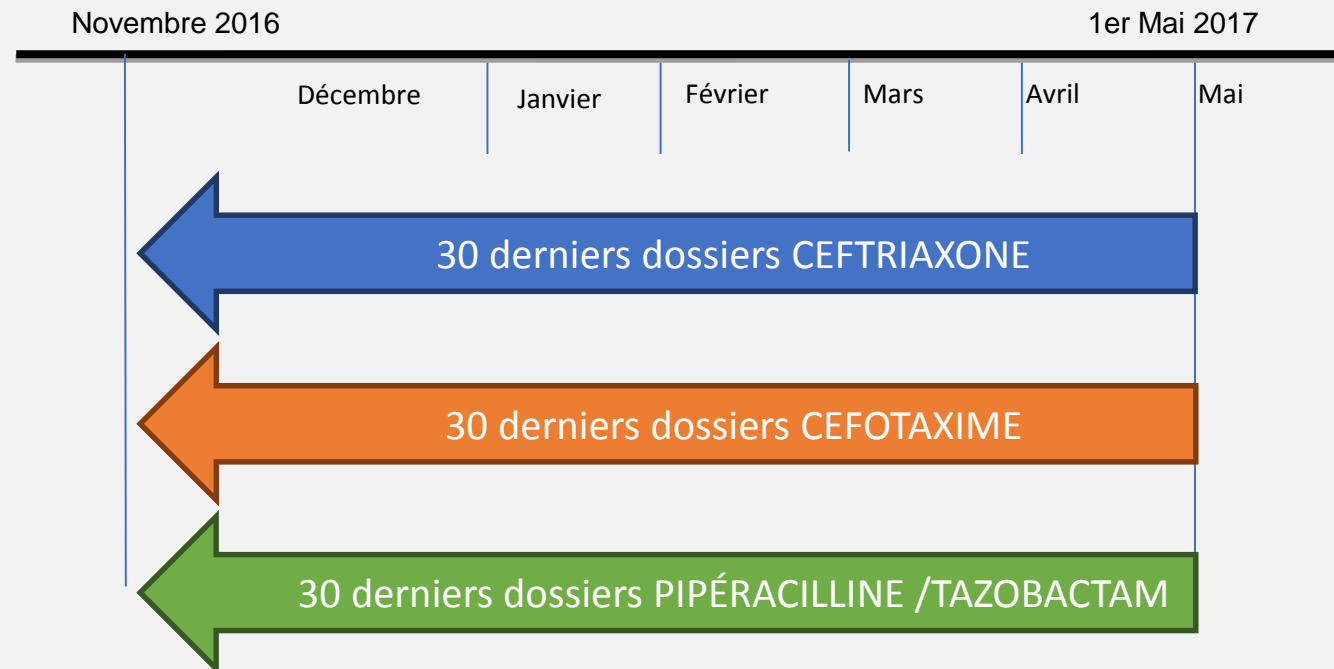 Novembre 2016 1er Mai 2017
Décembre Janvier Février Mars Avril Mai
30 derniers dossiers CEFTRIAXONE
30 derniers dossiers CEFOTAXIME
30 derniers dossiers PIPÉRACILLINE /TAZOBACTAM